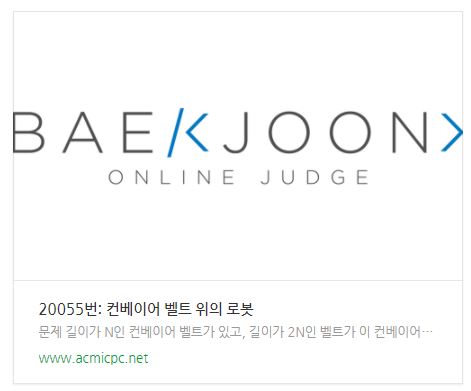 BAEKJOON
ONLINE JUDGE
20055번: 컨베이어 벨트 위의 로봇
문제 길이가 N인 컨베이어 벨트가 있고, 길이가 2N인 벨트가 이 컨베이어…
www.acmicpc.net